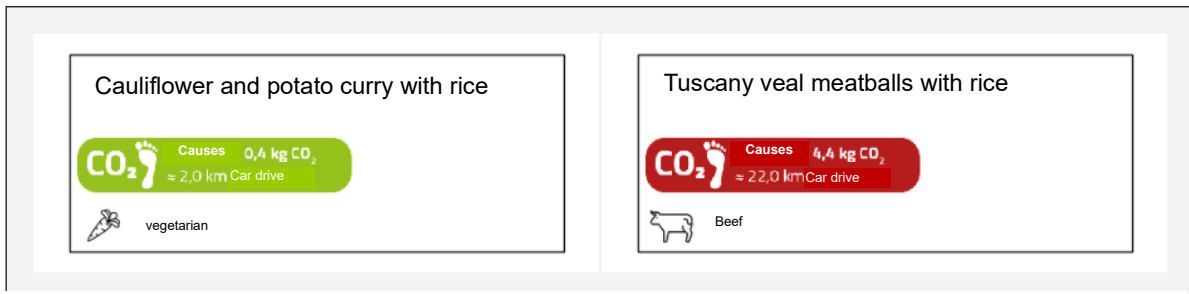 Cauliflower and potato curry with rice
CO₂ Causes 0,4 kg CO₂
≈ 2,0 km Car drive
vegetarian
Tuscany veal meatballs with rice
CO₂ Causes 4,4 kg CO₂
≈ 22,0 km Car drive
Beef